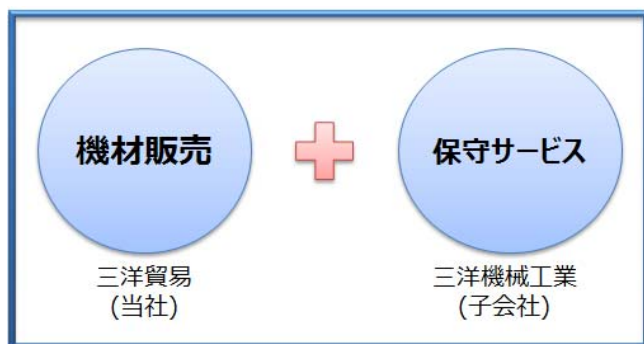 機材販売
保守サービス
三洋貿易
(当社)
三洋機械工業
(子会社)